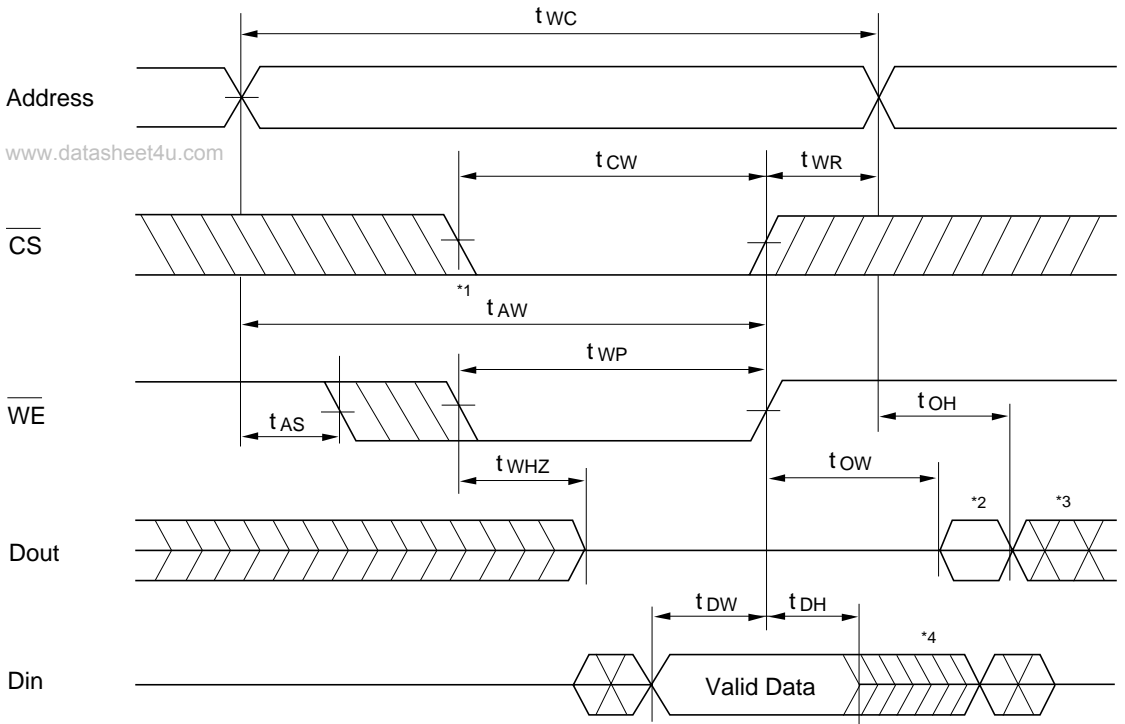 t WC
Address
www.datasheet4u.com
t CW
t WR
CS
*1
t AW
t WP
WE
t AS
t OH
t WHZ
t OW
*2
*3
Dout
t DW
t DH
*4
Din
Valid Data